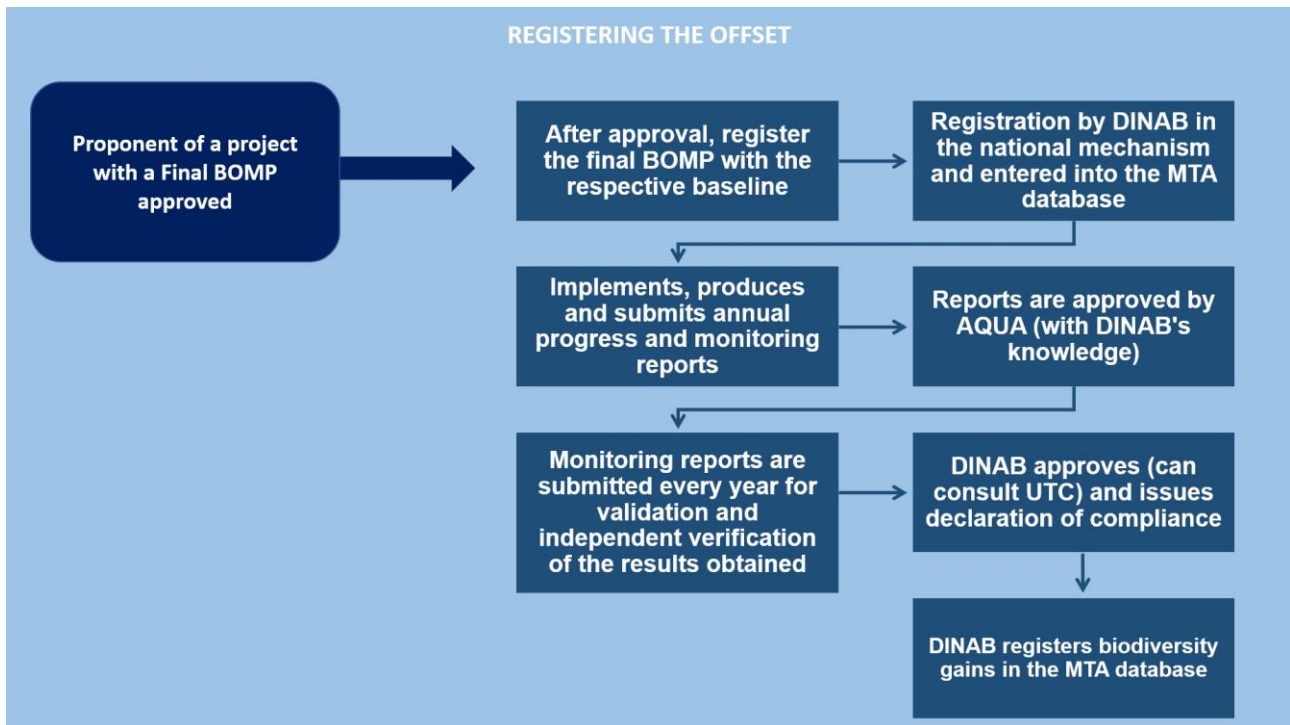 REGISTERING THE OFFSET
Proponent of a project
with a Final BOMP
approved
After approval, register
the final BOMP with the
respective baseline
Registration by DINAB in
the national mechanism
and entered into the MTA
database
Implements, produces
and submits annual
progress and monitoring
reports
Reports are approved by
AQUA (with DINAB's
knowledge)
Monitoring reports are
submitted every year for
validation and
independent verification
of the results obtained
DINAB approves (can
consult UTC) and issues
declaration of compliance
DINAB registers biodiversity
gains in the MTA database